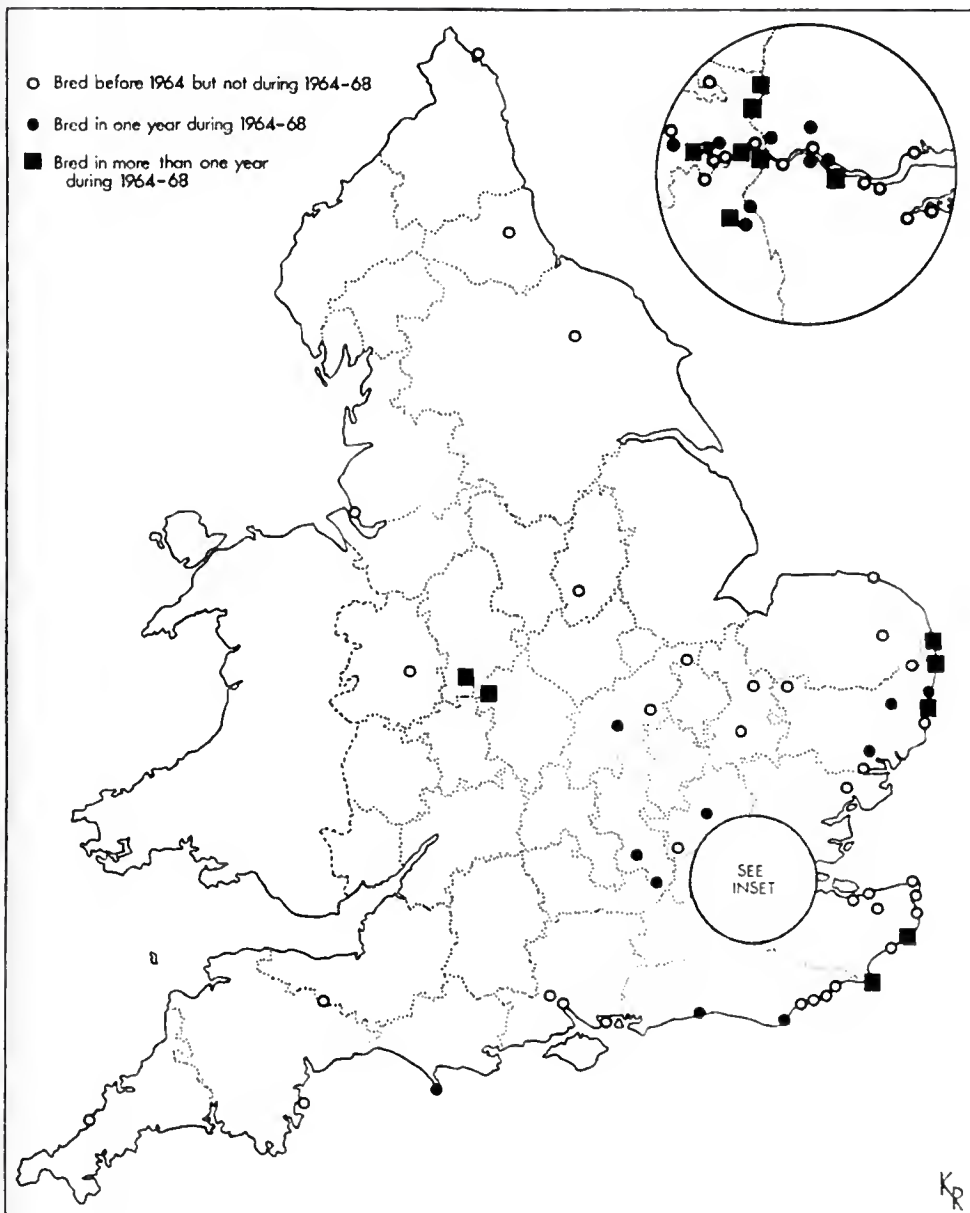 Bred before 1964 but not during 1964-68
Bred in one year during 1964-68
Bred in more than one year
during 1964-68
SEE
INSET
KR